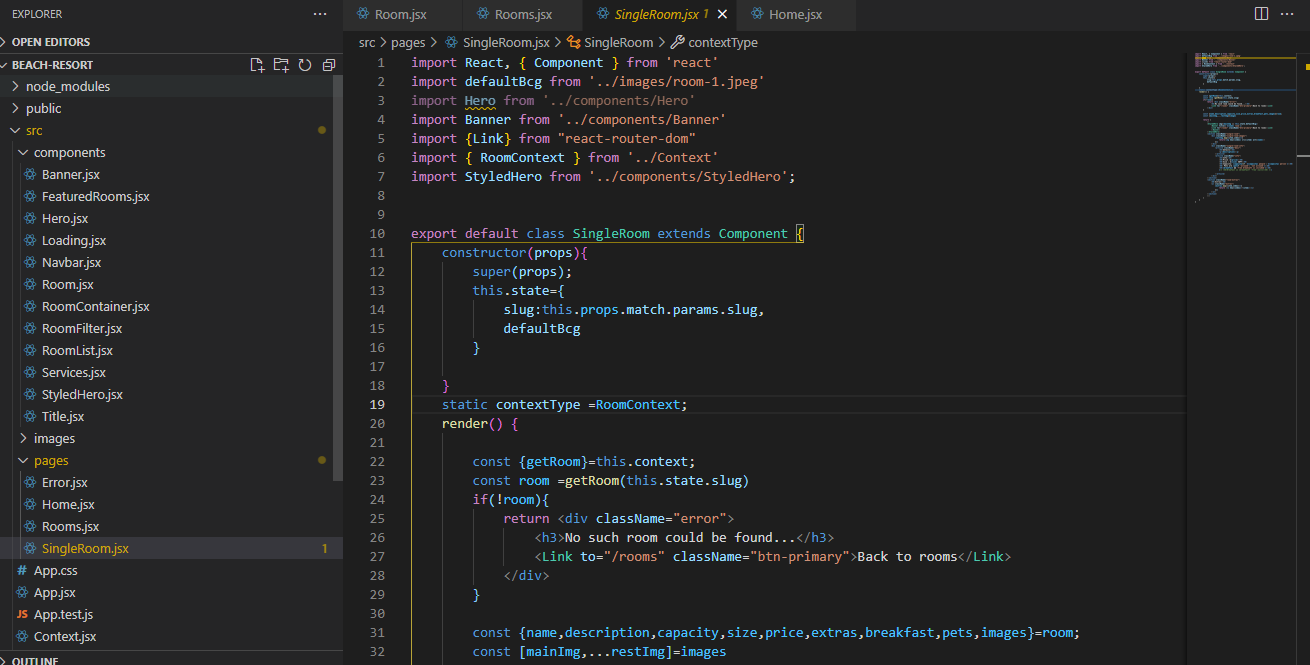 EXPLORER
OPEN EDITORS
BEACH-RESORT
node_modules
public
src
components
Banner.jsx
FeaturedRooms.jsx
Hero.jsx
Loading.jsx
Navbar.jsx
Room.jsx
RoomContainer.jsx
RoomFilter.jsx
RoomList.jsx
Services.jsx
StyledHero.jsx
Title.jsx
images
pages
Error.jsx
Home.jsx
Rooms.jsx
SingleRoom.jsx 1
# App.css
App.jsx
JS App.test.js
Context.jsx
OUTLINE
Room.jsx Rooms.jsx SingleRoom.jsx 1 Home.jsx
src > pages > SingleRoom.jsx > SingleRoom > contextType
1 import React, { Component } from 'react'
2 import defaultBcg from '../images/room-1.jpeg'
3 import Hero from '../components/Hero'
4 import Banner from '../components/Banner'
5 import {Link} from "react-router-dom"
6 import { RoomContext } from '../Context'
7 import StyledHero from '../components/StyledHero';
8
9
10 export default class SingleRoom extends Component {
11     constructor(props){
12         super(props);
13         this.state={
14             slug:this.props.match.params.slug,
15             defaultBcg
16         }
17
18     }
19     static contextType =RoomContext;
20     render() {
21
22         const {getRoom}=this.context;
23         const room =getRoom(this.state.slug)
24         if(!room){
25             return <div className="error">
26                 <h3>No such room could be found...</h3>
27                 <Link to="/rooms" className="btn-primary">Back to rooms</Link>
28             </div>
29         }
30
31         const {name,description,capacity,size,price,extras,breakfast,pets,images}=room;
32         const [mainImg,...restImg]=images